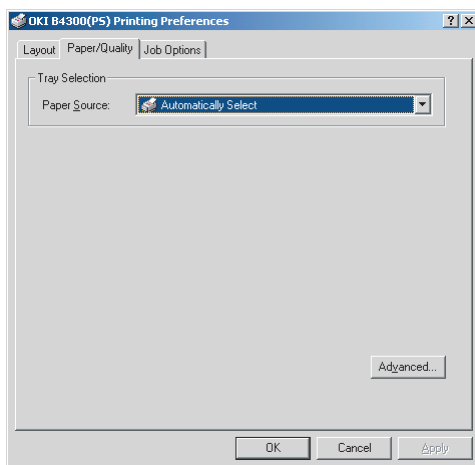 OKI B4300(PS) Printing Preferences
Layout Paper/Quality Job Options
Tray Selection
Paper Source: Automatically Select
Advanced...
OK Cancel Apply